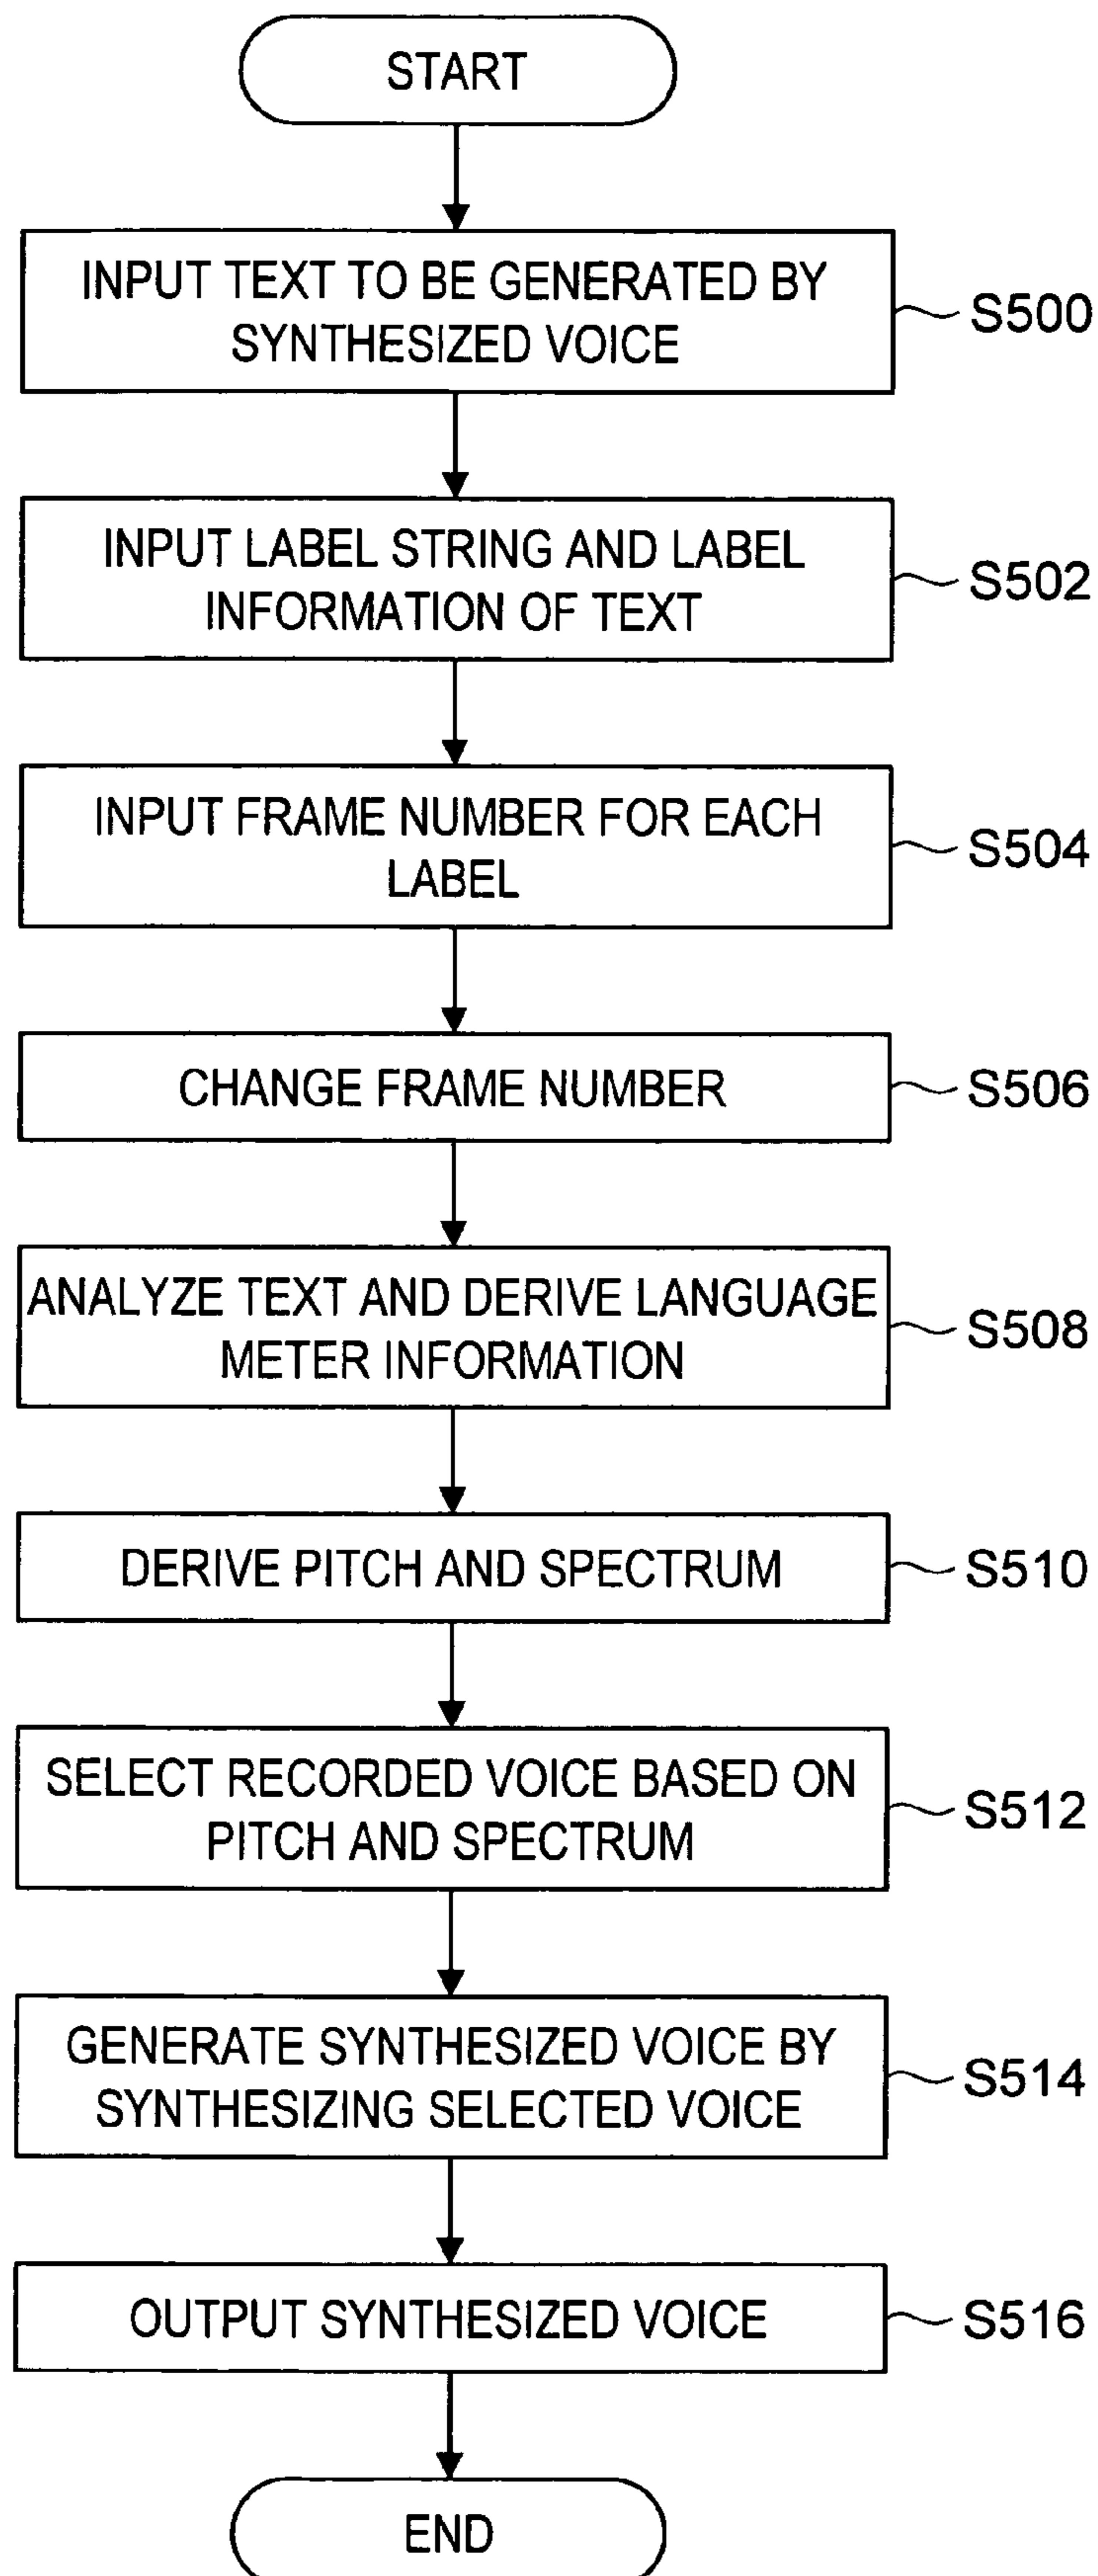 START
INPUT TEXT TO BE GENERATED BY
SYNTHESIZED VOICE
S500
INPUT LABEL STRING AND LABEL
INFORMATION OF TEXT
S502
INPUT FRAME NUMBER FOR EACH
LABEL
S504
CHANGE FRAME NUMBER
S506
ANALYZE TEXT AND DERIVE LANGUAGE
METER INFORMATION
S508
DERIVE PITCH AND SPECTRUM
S510
SELECT RECORDED VOICE BASED ON
PITCH AND SPECTRUM
S512
GENERATE SYNTHESIZED VOICE BY
SYNTHESIZING SELECTED VOICE
S514
OUTPUT SYNTHESIZED VOICE
S516
END